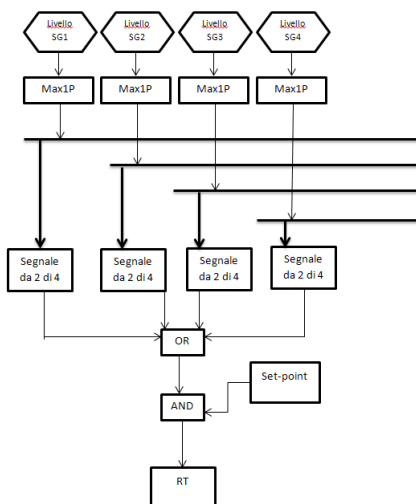 Livello
SG1
Livello
SG2
Livello
SG3
Livello
SG4
Max1P
Max1P
Max1P
Max1P
Segnale
da 2 di 4
Segnale
da 2 di 4
Segnale
da 2 di 4
Segnale
da 2 di 4
OR
Set-point
AND
RT